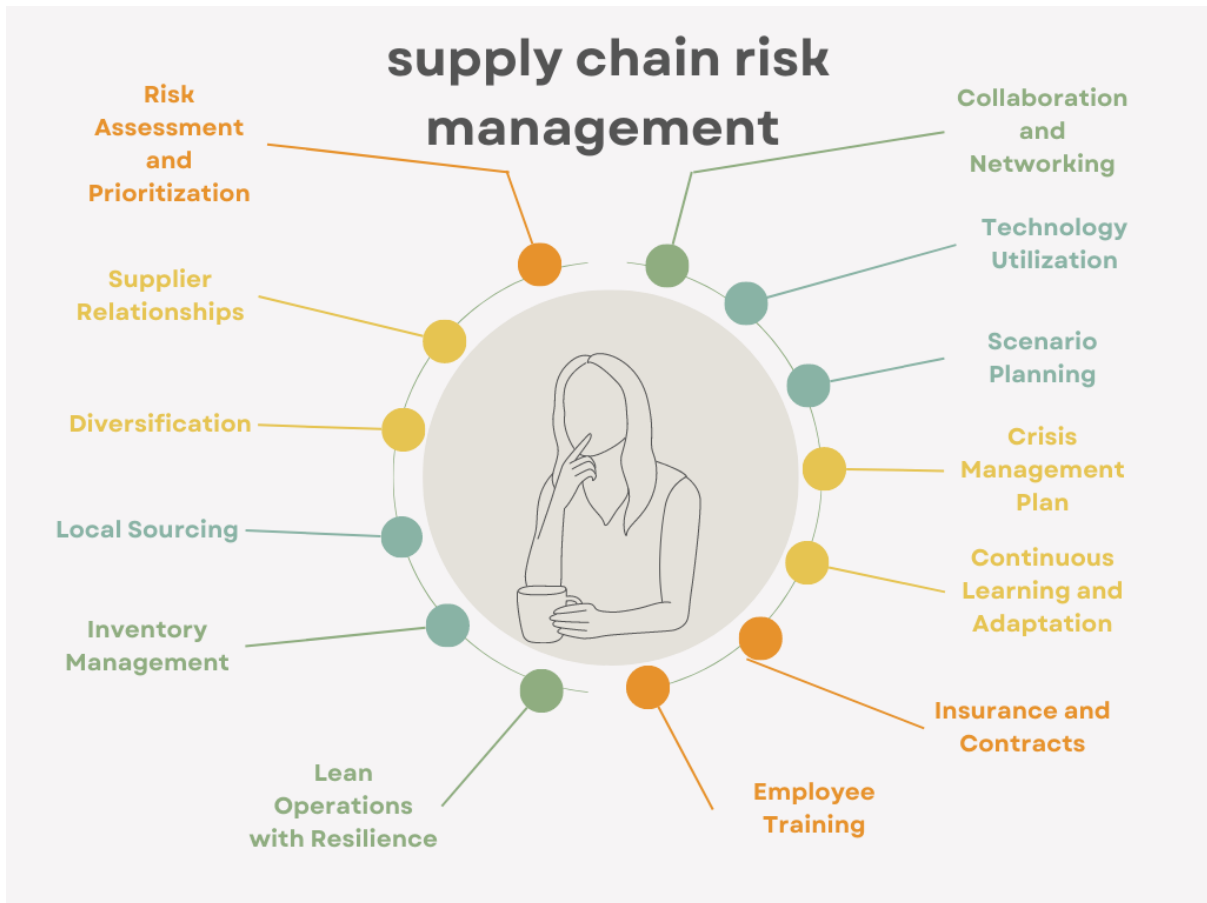 supply chain risk
management
Risk
Assessment
and
Prioritization
Supplier
Relationships
Diversification
Local Sourcing
Inventory
Management
Lean
Operations
with Resilience
Collaboration
and
Networking
Technology
Utilization
Scenario
Planning
Crisis
Management
Plan
Continuous
Learning and
Adaptation
Insurance and
Contracts
Employee
Training